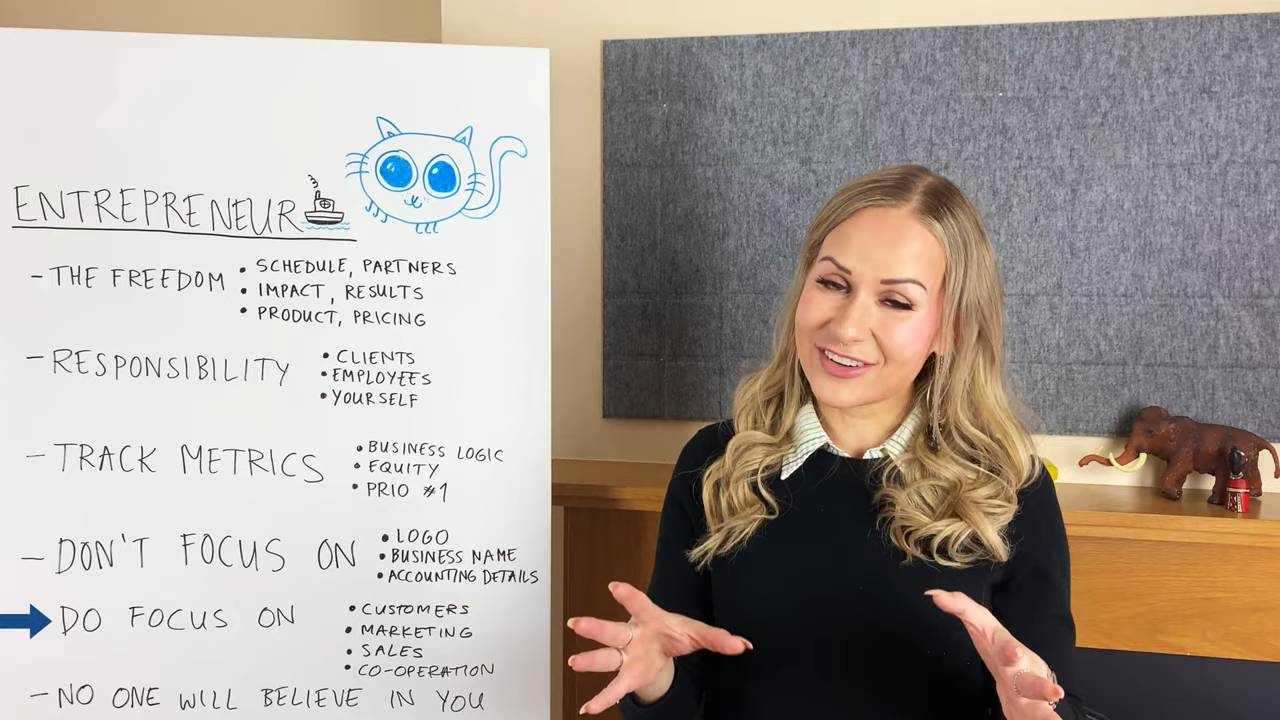 ENTREPRENEUR
- THE FREEDOM
• SCHEDULE, PARTNERS
• IMPACT, RESULTS
• PRODUCT, PRICING
- RESPONSIBILITY
• CLIENTS
• EMPLOYEES
• YOURSELF
- TRACK METRICS
• BUSINESS LOGIC
• EQUITY
• PRIO #1
- DON'T FOCUS ON
• LOGO
• BUSINESS NAME
• ACCOUNTING DETAILS
DO FOCUS ON
• CUSTOMERS
• MARKETING
• SALES
• CO-OPERATION
- NO ONE WILL BELIEVE IN YOU